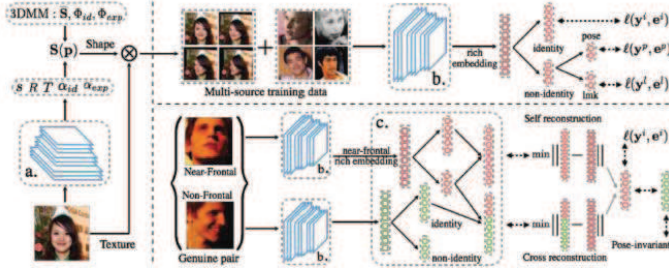 3DMM : S, Φid, Φexp
S(p)
Shape
s R T αid αexp
a.
Texture
Multi-source training data
b.
rich
embedding
identity
non-identity
pose
lmk
ℓ(yⁱ, eⁱ)
ℓ(yᵖ, eᵖ)
ℓ(yˡ, eˡ)
Near-Frontal
Non-Frontal
Genuine pair
b.
b.
near-frontal
rich embedding
c.
identity
non-identity
Self reconstruction
min
min
Cross reconstruction
ℓ(yⁱ, eⁱ)
Pose-invariant